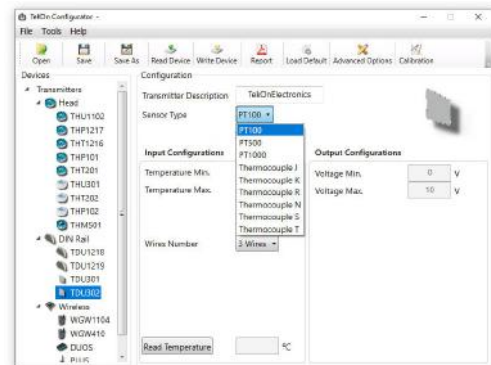 TekOn Configurator -
File Tools Help
Open Save Save As Read Device Write Device Report Load Default Advanced Options Calibration
Devices
Transmitters
Head
THU1102
THP1217
THT1216
THP101
THT201
THU301
THT202
THP102
THM501
DIN Rail
TDU1218
TDU1219
TDU301
TDU302
Wireless
WGW1104
WGW410
DUOS
PLUS
Configuration
Transmitter Description TekOnElectronics
Sensor Type PT100
PT100
PT500
PT1000
Thermocouple J
Thermocouple K
Thermocouple R
Thermocouple N
Thermocouple S
Thermocouple T
Input Configurations
Temperature Min.
Temperature Max.
Wires Number 3 Wires
Read Temperature ºC
Output Configurations
Voltage Min. 0 V
Voltage Max. 10 V